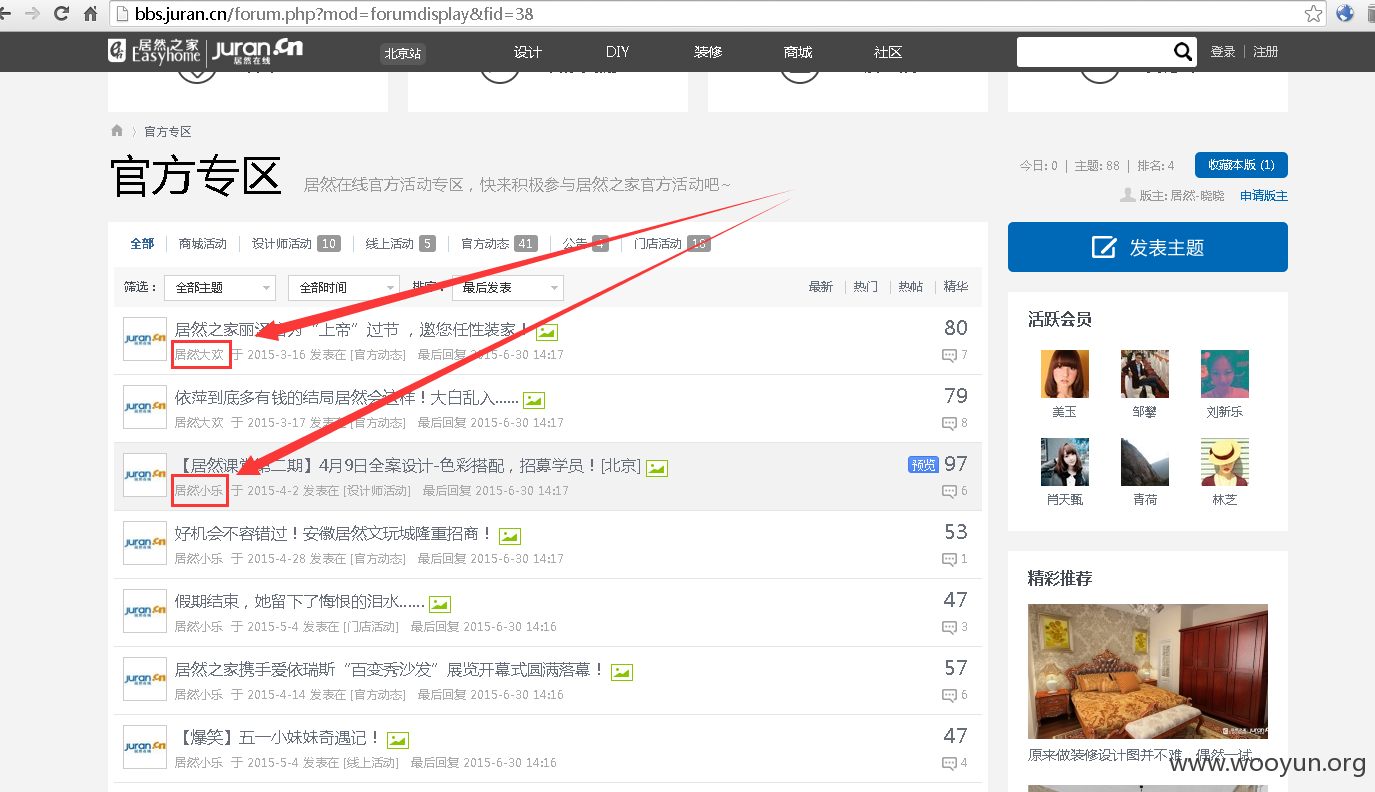 bbs.juran.cn/forum.php?mod=forumdisplay&fid=38
居然之家 Easyhome juran.cn 居然在线 北京站 设计 DIY 装修 商城 社区 登录 注册
官方专区
官方专区 居然在线官方活动专区，快来积极参与居然之家官方活动吧~
今日: 0 | 主题: 88 | 排名: 4 收藏本版 (1)
版主: 居然-晓晓 申请版主
全部 商城活动 设计师活动 10 线上活动 5 官方动态 41 公告 4 门店活动 18
发表主题
筛选： 全部主题 全部时间 排序： 最后发表 最新 热门 热帖 精华
居然之家丽泽店为“上帝”过节 ，邀您任性装家！ 80
居然大欢 于 2015-3-16 发表在 [官方动态] 最后回复 2015-6-30 14:17 7
依萍到底多有钱的结局居然会这样！大白乱入...... 79
居然大欢 于 2015-3-17 发表在 [官方动态] 最后回复 2015-6-30 14:17 8
【居然课堂第二期】4月9日全案设计-色彩搭配，招募学员！[北京] 预览 97
居然小乐 于 2015-4-2 发表在 [设计师活动] 最后回复 2015-6-30 14:17 6
好机会不容错过！安徽居然文玩城隆重招商！ 53
居然小乐 于 2015-4-28 发表在 [官方动态] 最后回复 2015-6-30 14:17 1
假期结束，她留下了悔恨的泪水...... 47
居然小乐 于 2015-5-4 发表在 [门店活动] 最后回复 2015-6-30 14:16 3
居然之家携手爱依瑞斯“百变秀沙发”展览开幕式圆满落幕！ 57
居然小乐 于 2015-4-14 发表在 [官方动态] 最后回复 2015-6-30 14:16 6
【爆笑】五一小妹妹奇遇记！ 47
居然小乐 于 2015-5-4 发表在 [线上活动] 最后回复 2015-6-30 14:16 4
活跃会员
美玉 邹攀 刘新乐
肖天甄 青荷 林芝
精彩推荐
原来做装修设计图并不难，偶然一试
www.wooyun.org